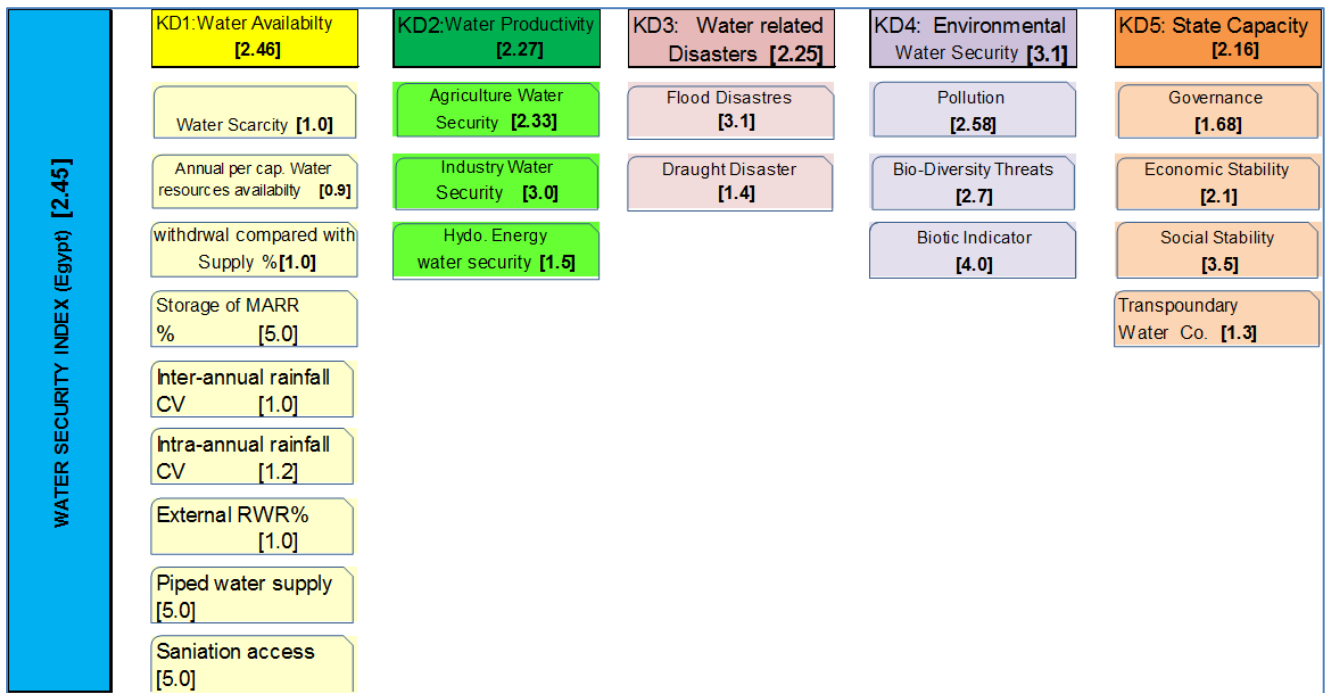 WATER SECURITY INDEX (Egypt) [2.45]
KD1:Water Availabilty
[2.46]
Water Scarcity [1.0]
Annual per cap. Water
resources availabilty [0.9]
withdrwal compared with
Supply %[1.0]
Storage of MARR
% [5.0]
Inter-annual rainfall
CV [1.0]
Intra-annual rainfall
CV [1.2]
External RWR%
[1.0]
Piped water supply
[5.0]
Saniation access
[5.0]
KD2:Water Productivity
[2.27]
Agriculture Water
Security [2.33]
Industry Water
Security [3.0]
Hydo. Energy
water security [1.5]
KD3: Water related
Disasters [2.25]
Flood Disastres
[3.1]
Draught Disaster
[1.4]
KD4: Environmental
Water Security [3.1]
Pollution
[2.58]
Bio-Diversity Threats
[2.7]
Biotic Indicator
[4.0]
KD5: State Capacity
[2.16]
Governance
[1.68]
Economic Stability
[2.1]
Social Stability
[3.5]
Transpoundary
Water Co. [1.3]